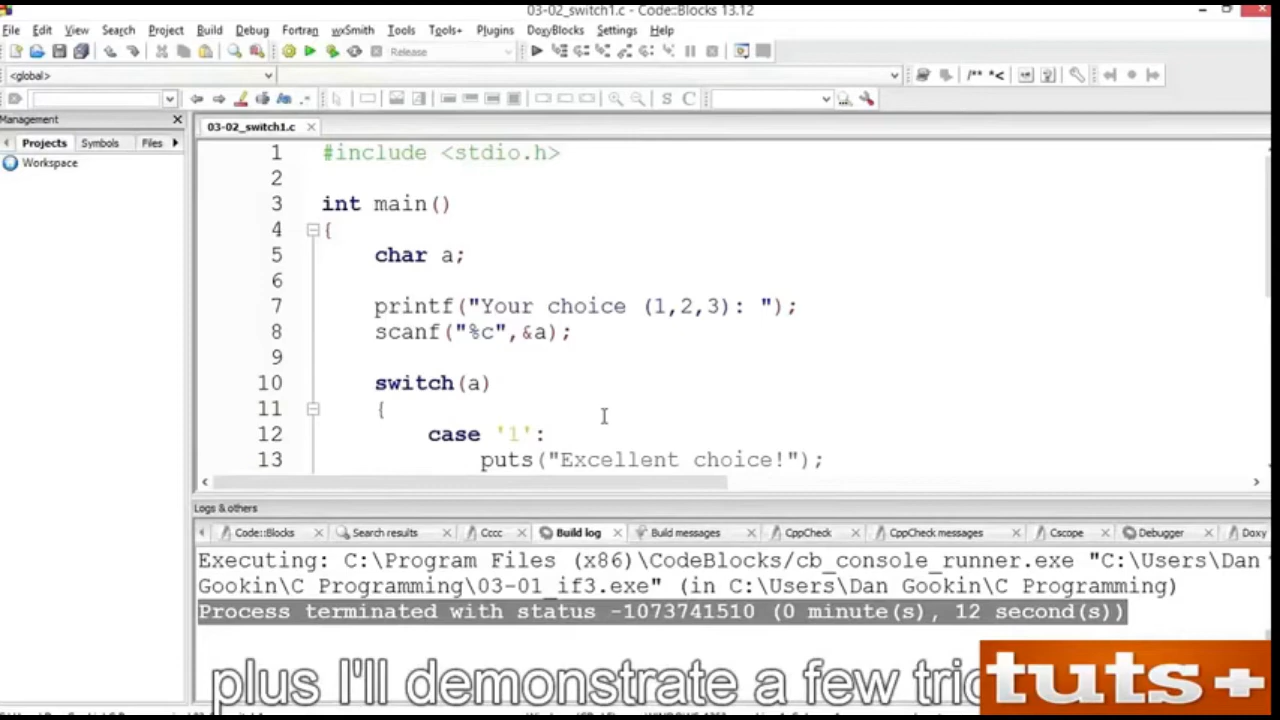 03-02_switch1.c - Code::Blocks 13.12
File Edit View Search Project Build Debug Fortran wxSmith Tools Tools+ Plugins DoxyBlocks Settings Help
Release
<global>
/** *<
S C
Management
03-02_switch1.c
Projects Symbols Files
Workspace
1 #include <stdio.h>
2
3 int main()
4 {
5 char a;
6
7 printf("Your choice (1,2,3): ");
8 scanf("%c",&a);
9
10 switch(a)
11 {
12 case '1':
13 puts("Excellent choice!");
Logs & others
Code::Blocks Search results Cccc Build log Build messages CppCheck CppCheck messages Cscope Debugger Doxy
Executing: C:\Program Files (x86)\CodeBlocks/cb_console_runner.exe "C:\Users\Dan
Gookin\C Programming\03-01_if3.exe" (in C:\Users\Dan Gookin\C Programming)
Process terminated with status -1073741510 (0 minute(s), 12 second(s))
plus I'll demonstrate a few
tuts+